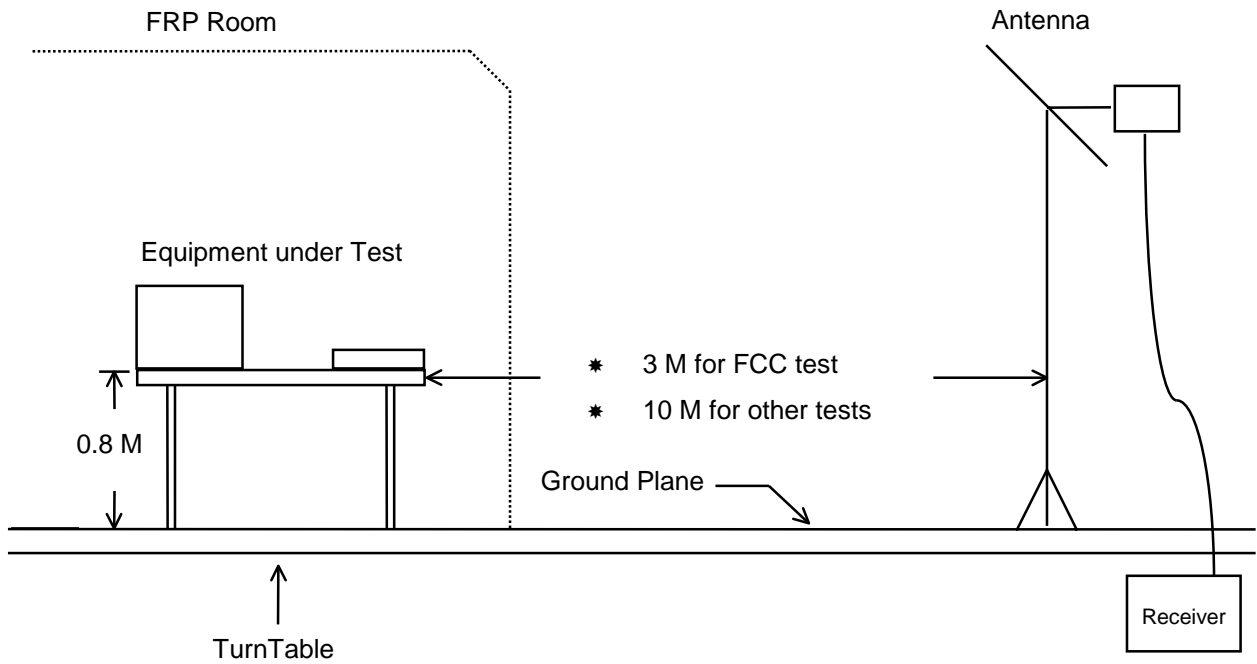 FRP Room
Antenna
Equipment under Test
3 M for FCC test
10 M for other tests
0.8 M
Ground Plane
Receiver
TurnTable